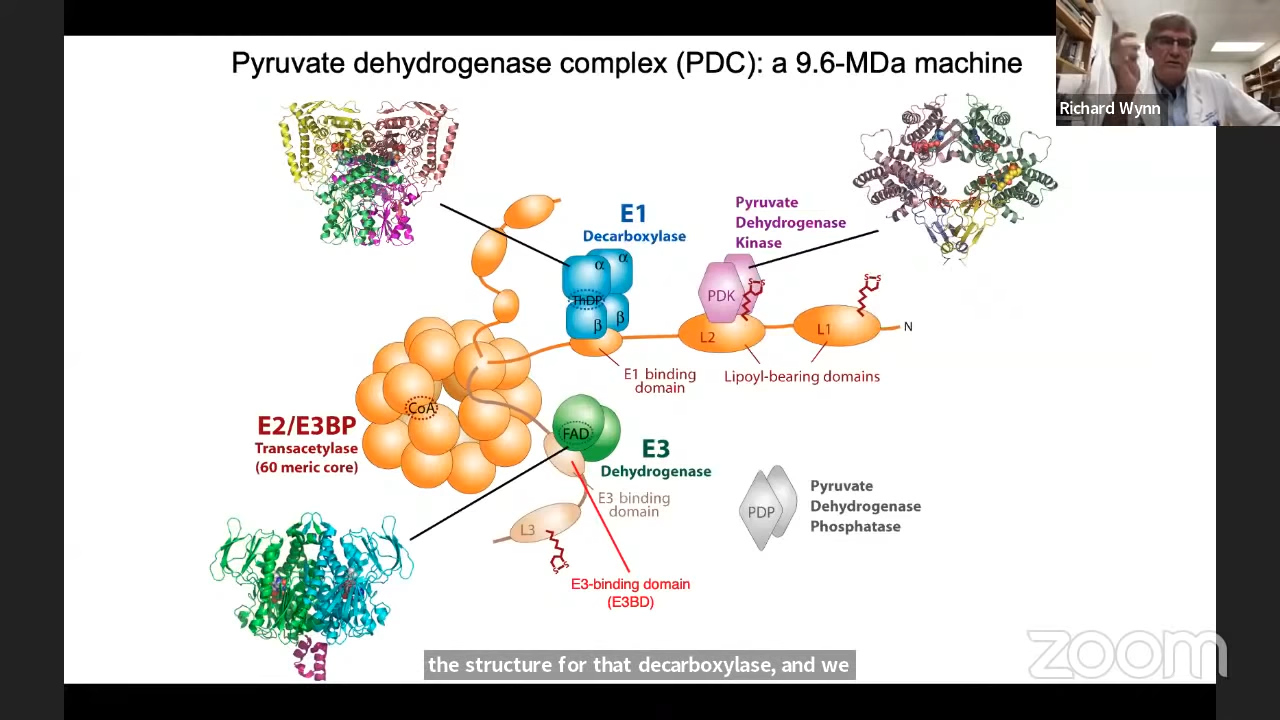 Pyruvate dehydrogenase complex (PDC): a 9.6-MDa machine
Richard Wynn
E1
Decarboxylase
α
α
ThDP
β
β
Pyruvate
Dehydrogenase
Kinase
PDK
S
S
S
S
L2
L1
N
E1 binding
domain
Lipoyl-bearing domains
CoA
E2/E3BP
Transacetylase
(60 meric core)
FAD
E3
Dehydrogenase
E3 binding
domain
L3
S
S
PDP
Pyruvate
Dehydrogenase
Phosphatase
E3-binding domain
(E3BD)
the structure for that decarboxylase, and we
zoom